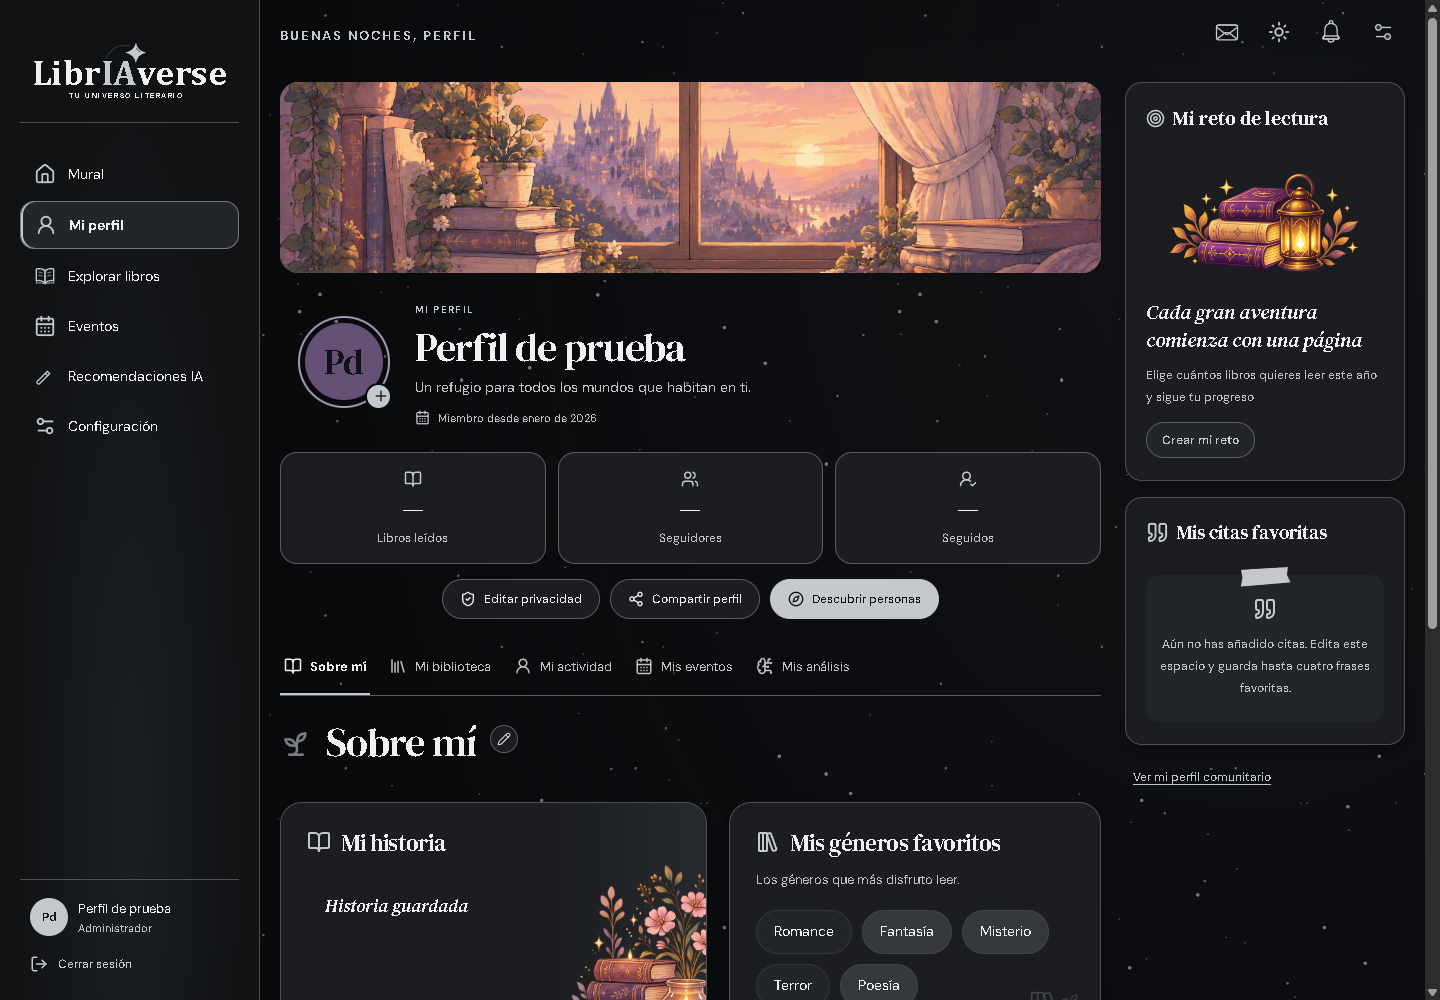 LibrIAverse
TU UNIVERSO LITERARIO
Mural
Mi perfil
Explorar libros
Eventos
Recomendaciones IA
Configuración
Pd
Perfil de prueba
Administrador
Cerrar sesión
BUENAS NOCHES, PERFIL
Pd
MI PERFIL
Perfil de prueba
Un refugio para todos los mundos que habitan en ti.
Miembro desde enero de 2026
—
Libros leídos
—
Seguidores
—
Seguidos
Editar privacidad
Compartir perfil
Descubrir personas
Sobre mí
Mi biblioteca
Mi actividad
Mis eventos
Mis análisis
Sobre mí
Mi historia
Historia guardada
Mis géneros favoritos
Los géneros que más disfruto leer.
Romance
Fantasía
Misterio
Terror
Poesía
Mi reto de lectura
Cada gran aventura
comienza con una página
Elige cuántos libros quieres leer este año
y sigue tu progreso
Crear mi reto
Mis citas favoritas
Aún no has añadido citas. Edita este
espacio y guarda hasta cuatro frases
favoritas.
Ver mi perfil comunitario